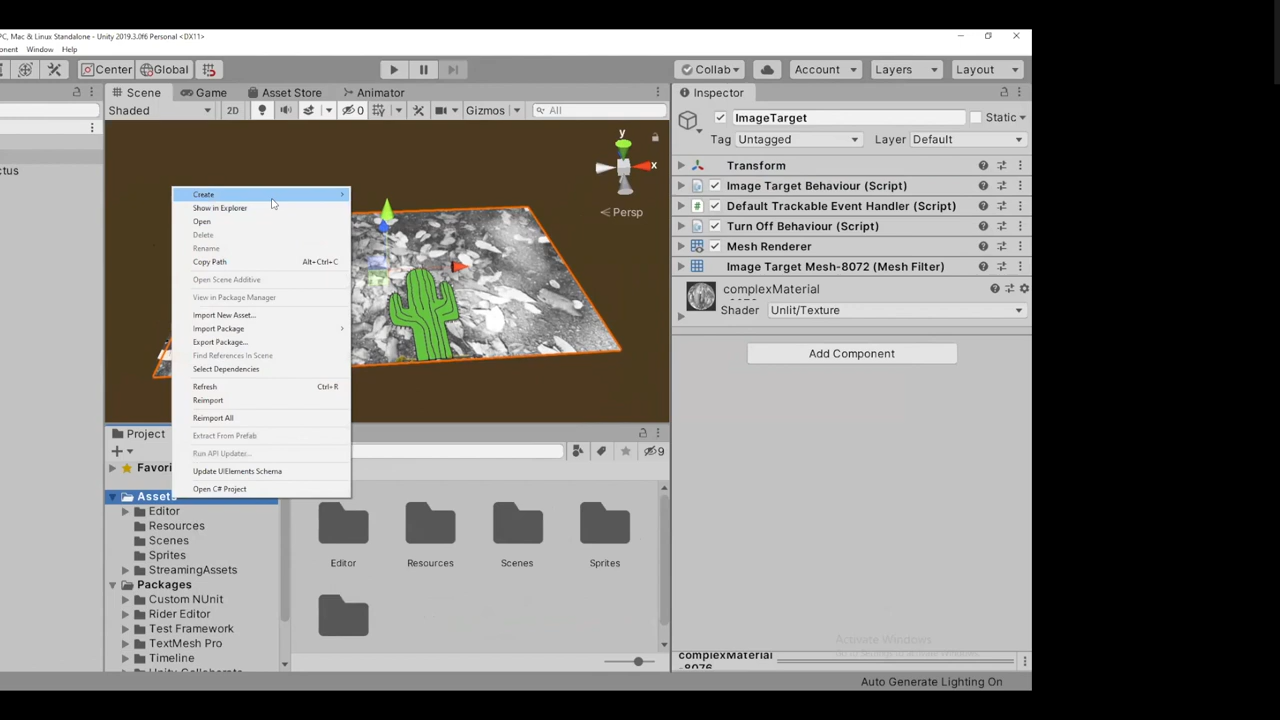 PC, Mac & Linux Standalone - Unity 2019.3.0f6 Personal <DX11>
onent Window Help
Center Global
Collab Account Layers Layout
Scene Game Asset Store Animator
Shaded 2D 0 Gizmos All
y
x
Persp
ctus
Create
Show in Explorer
Open
Delete
Rename
Copy Path Alt+Ctrl+C
Open Scene Additive
View in Package Manager
Import New Asset...
Import Package
Export Package...
Find References In Scene
Select Dependencies
Refresh Ctrl+R
Reimport
Reimport All
Extract From Prefab
Run API Updater...
Update UIElements Schema
Open C# Project
Project
9
Favori
Assets
Editor
Resources
Scenes
Sprites
StreamingAssets
Packages
Custom NUnit
Rider Editor
Test Framework
TextMesh Pro
Timeline
Unity Collaborate
Editor Resources Scenes Sprites
Inspector
ImageTarget Static
Tag Untagged Layer Default
Transform
Image Target Behaviour (Script)
Default Trackable Event Handler (Script)
Turn Off Behaviour (Script)
Mesh Renderer
Image Target Mesh-8072 (Mesh Filter)
complexMaterial
Shader Unlit/Texture
Add Component
Activate Windows
complexMaterial
-8076
Auto Generate Lighting On